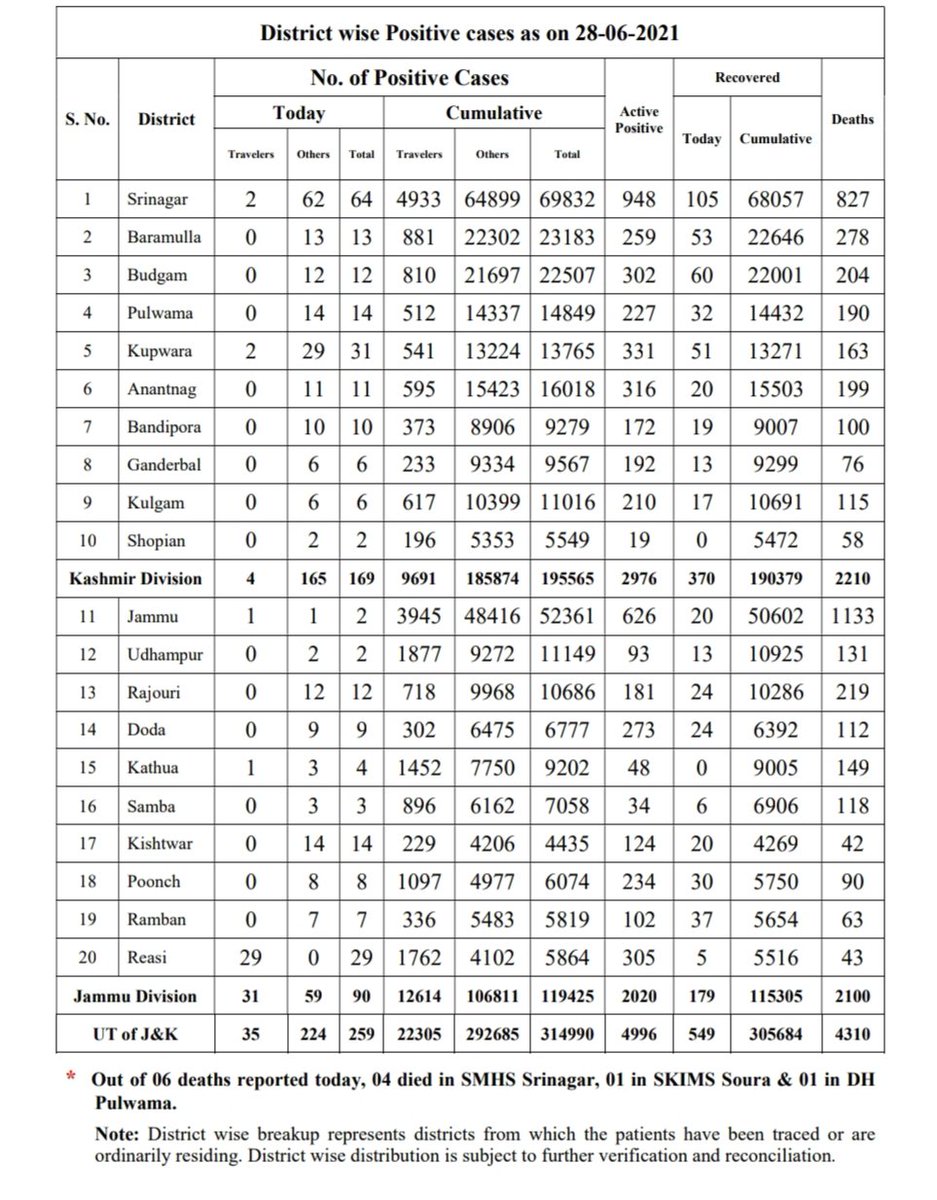 District wise Positive cases as on 28-06-2021
S. No. District No. of Positive Cases Active Positive Recovered Deaths
Today Cumulative Today Cumulative
Travelers Others Total Travelers Others Total
1 Srinagar 2 62 64 4933 64899 69832 948 105 68057 827
2 Baramulla 0 13 13 881 22302 23183 259 53 22646 278
3 Budgam 0 12 12 810 21697 22507 302 60 22001 204
4 Pulwama 0 14 14 512 14337 14849 227 32 14432 190
5 Kupwara 2 29 31 541 13224 13765 331 51 13271 163
6 Anantnag 0 11 11 595 15423 16018 316 20 15503 199
7 Bandipora 0 10 10 373 8906 9279 172 19 9007 100
8 Ganderbal 0 6 6 233 9334 9567 192 13 9299 76
9 Kulgam 0 6 6 617 10399 11016 210 17 10691 115
10 Shopian 0 2 2 196 5353 5549 19 0 5472 58
Kashmir Division 4 165 169 9691 185874 195565 2976 370 190379 2210
11 Jammu 1 1 2 3945 48416 52361 626 20 50602 1133
12 Udhampur 0 2 2 1877 9272 11149 93 13 10925 131
13 Rajouri 0 12 12 718 9968 10686 181 24 10286 219
14 Doda 0 9 9 302 6475 6777 273 24 6392 112
15 Kathua 1 3 4 1452 7750 9202 48 0 9005 149
16 Samba 0 3 3 896 6162 7058 34 6 6906 118
17 Kishtwar 0 14 14 229 4206 4435 124 20 4269 42
18 Poonch 0 8 8 1097 4977 6074 234 30 5750 90
19 Ramban 0 7 7 336 5483 5819 102 37 5654 63
20 Reasi 29 0 29 1762 4102 5864 305 5 5516 43
Jammu Division 31 59 90 12614 106811 119425 2020 179 115305 2100
UT of J&K 35 224 259 22305 292685 314990 4996 549 305684 4310
* Out of 06 deaths reported today, 04 died in SMHS Srinagar, 01 in SKIMS Soura & 01 in DH
Pulwama.
Note: District wise breakup represents districts from which the patients have been traced or are
ordinarily residing. District wise distribution is subject to further verification and reconciliation.